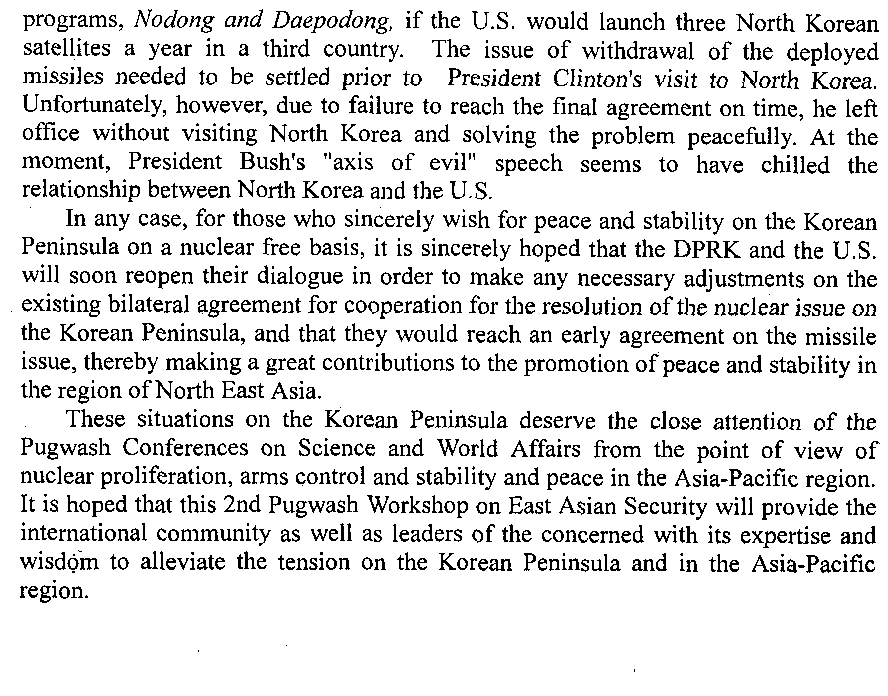 programs, Nodong and Daepodong, if the U.S. would launch three North Korean
satellites a year in a third country. The issue of withdrawal of the deployed
missiles needed to be settled prior to President Clinton's visit to North Korea.
Unfortunately, however, due to failure to reach the final agreement on time, he left
office without visiting North Korea and solving the problem peacefully. At the
moment, President Bush's "axis of evil" speech seems to have chilled the
relationship between North Korea and the U.S.
In any case, for those who sincerely wish for peace and stability on the Korean
Peninsula on a nuclear free basis, it is sincerely hoped that the DPRK and the U.S.
will soon reopen their dialogue in order to make any necessary adjustments on the
existing bilateral agreement for cooperation for the resolution of the nuclear issue on
the Korean Peninsula, and that they would reach an early agreement on the missile
issue, thereby making a great contributions to the promotion of peace and stability in
the region of North East Asia.
These situations on the Korean Peninsula deserve the close attention of the
Pugwash Conferences on Science and World Affairs from the point of view of
nuclear proliferation, arms control and stability and peace in the Asia-Pacific region.
It is hoped that this 2nd Pugwash Workshop on East Asian Security will provide the
international community as well as leaders of the concerned with its expertise and
wisdom to alleviate the tension on the Korean Peninsula and in the Asia-Pacific
region.